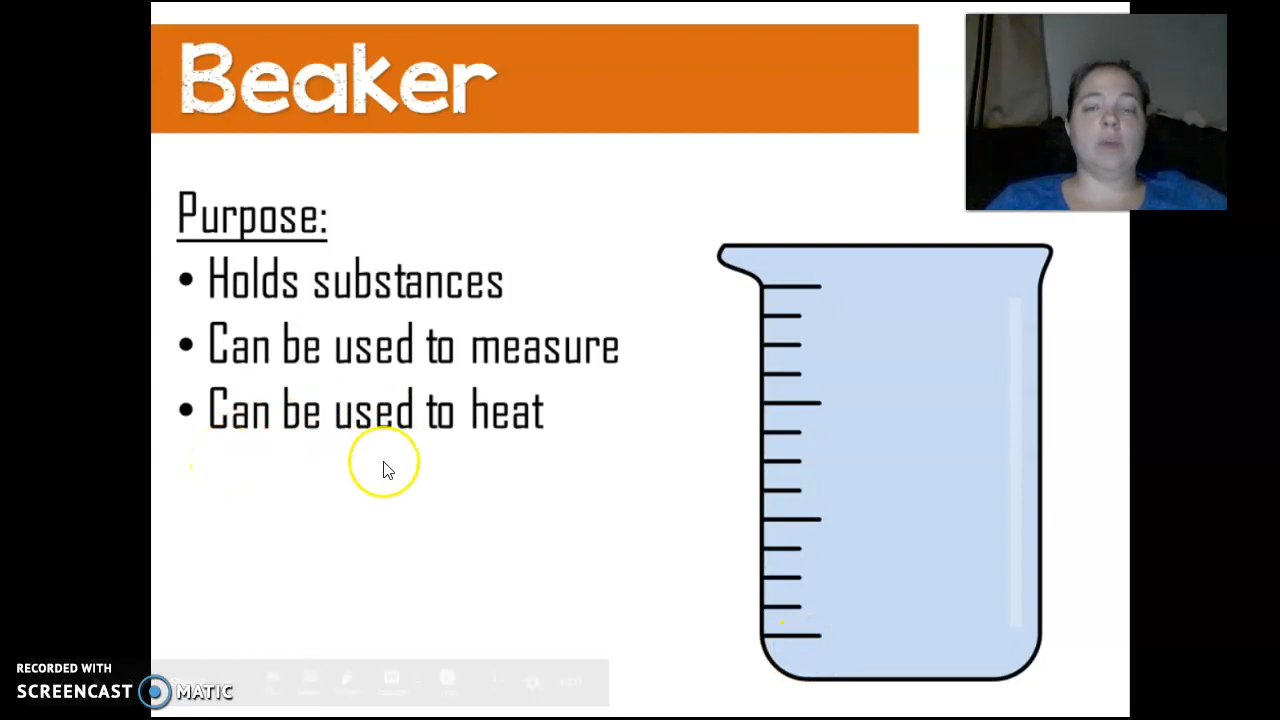 Beaker
Purpose:
• Holds substances
• Can be used to measure
• Can be used to heat
RECORDED WITH
SCREENCAST MATIC